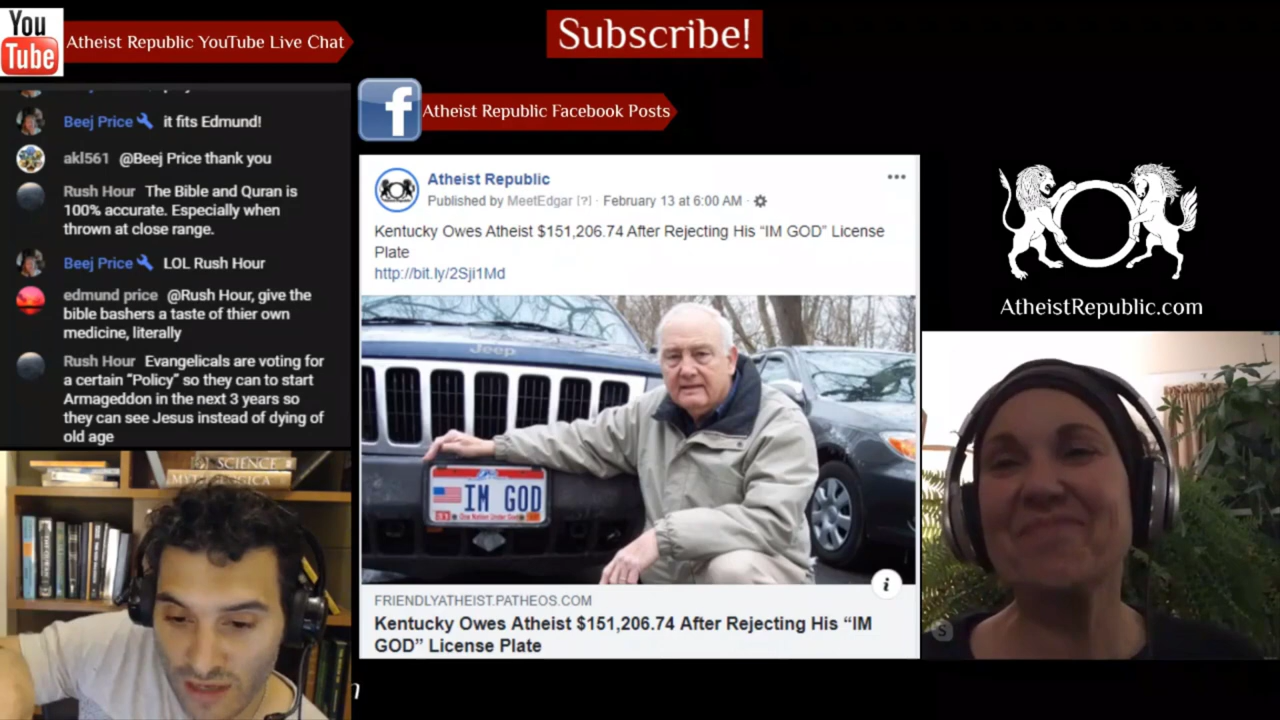 You
Tube
Atheist Republic YouTube Live Chat
Subscribe!
Beej Price it fits Edmund!
akl561 @Beej Price thank you
Rush Hour The Bible and Quran is
100% accurate. Especially when
thrown at close range.
Beej Price LOL Rush Hour
edmund price @Rush Hour, give the
bible bashers a taste of thier own
medicine, literally
Rush Hour Evangelicals are voting for
a certain "Policy" so they can to start
Armageddon in the next 3 years so
they can see Jesus instead of dying of
old age
f
Atheist Republic Facebook Posts
Atheist Republic
Published by MeetEdgar [?] · February 13 at 6:00 AM ·
Kentucky Owes Atheist $151,206.74 After Rejecting His “IM GOD” License
Plate
http://bit.ly/2Sji1Md
Jeep
IM GOD
One Nation Under God
i
FRIENDLYATHEIST.PATHEOS.COM
Kentucky Owes Atheist $151,206.74 After Rejecting His “IM
GOD” License Plate
AtheistRepublic.com
SCIENCE
S